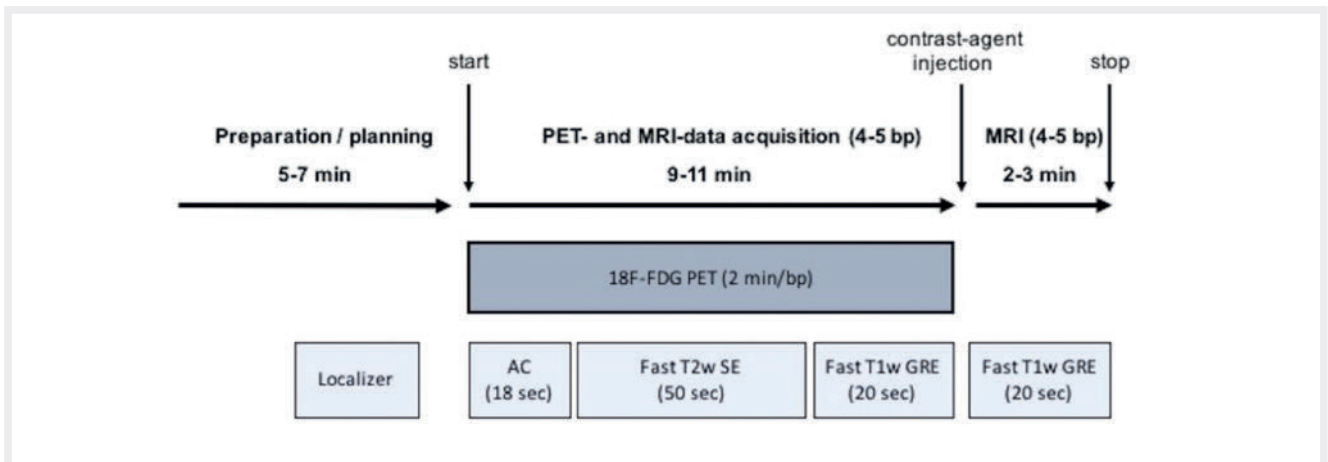 start
contrast-agent
injection
stop
Preparation / planning
5-7 min
PET- and MRI-data acquisition (4-5 bp)
9-11 min
MRI (4-5 bp)
2-3 min
18F-FDG PET (2 min/bp)
Localizer
AC
(18 sec)
Fast T2w SE
(50 sec)
Fast T1w GRE
(20 sec)
Fast T1w GRE
(20 sec)